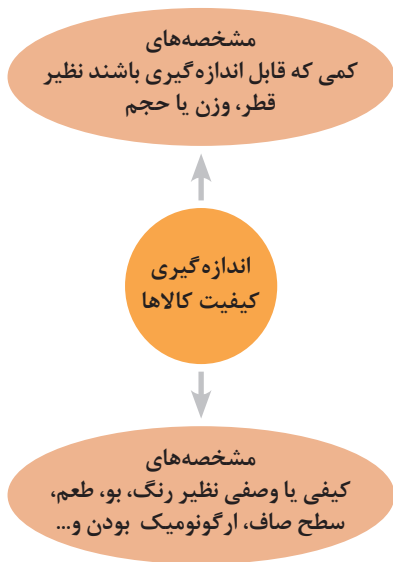 مشخصه‌های
کمی که قابل اندازه‌گیری باشند نظیر
قطر، وزن یا حجم
اندازه‌گیری
کیفیت کالاها
مشخصه‌های
کیفی یا وصفی نظیر رنگ، بو، طعم،
سطح صاف، ارگونومیک بودن و...